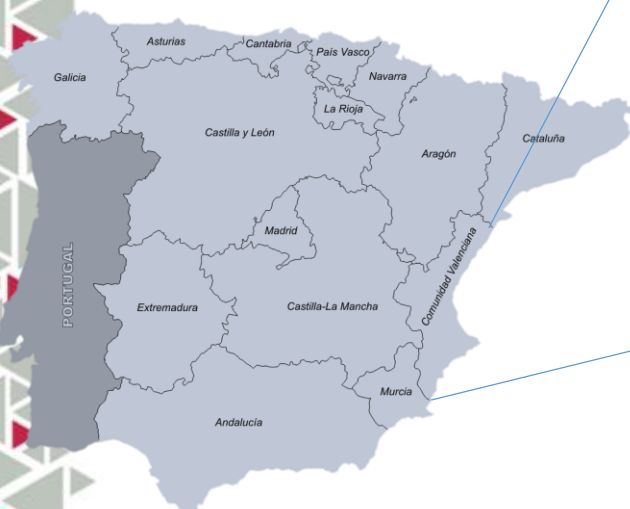 Asturias
Cantabria
País Vasco
Galicia
Navarra
La Rioja
Castilla y León
Cataluña
Aragón
Madrid
Comunidad Valenciana
PORTUGAL
Extremadura
Castilla-La Mancha
Murcia
Andalucía